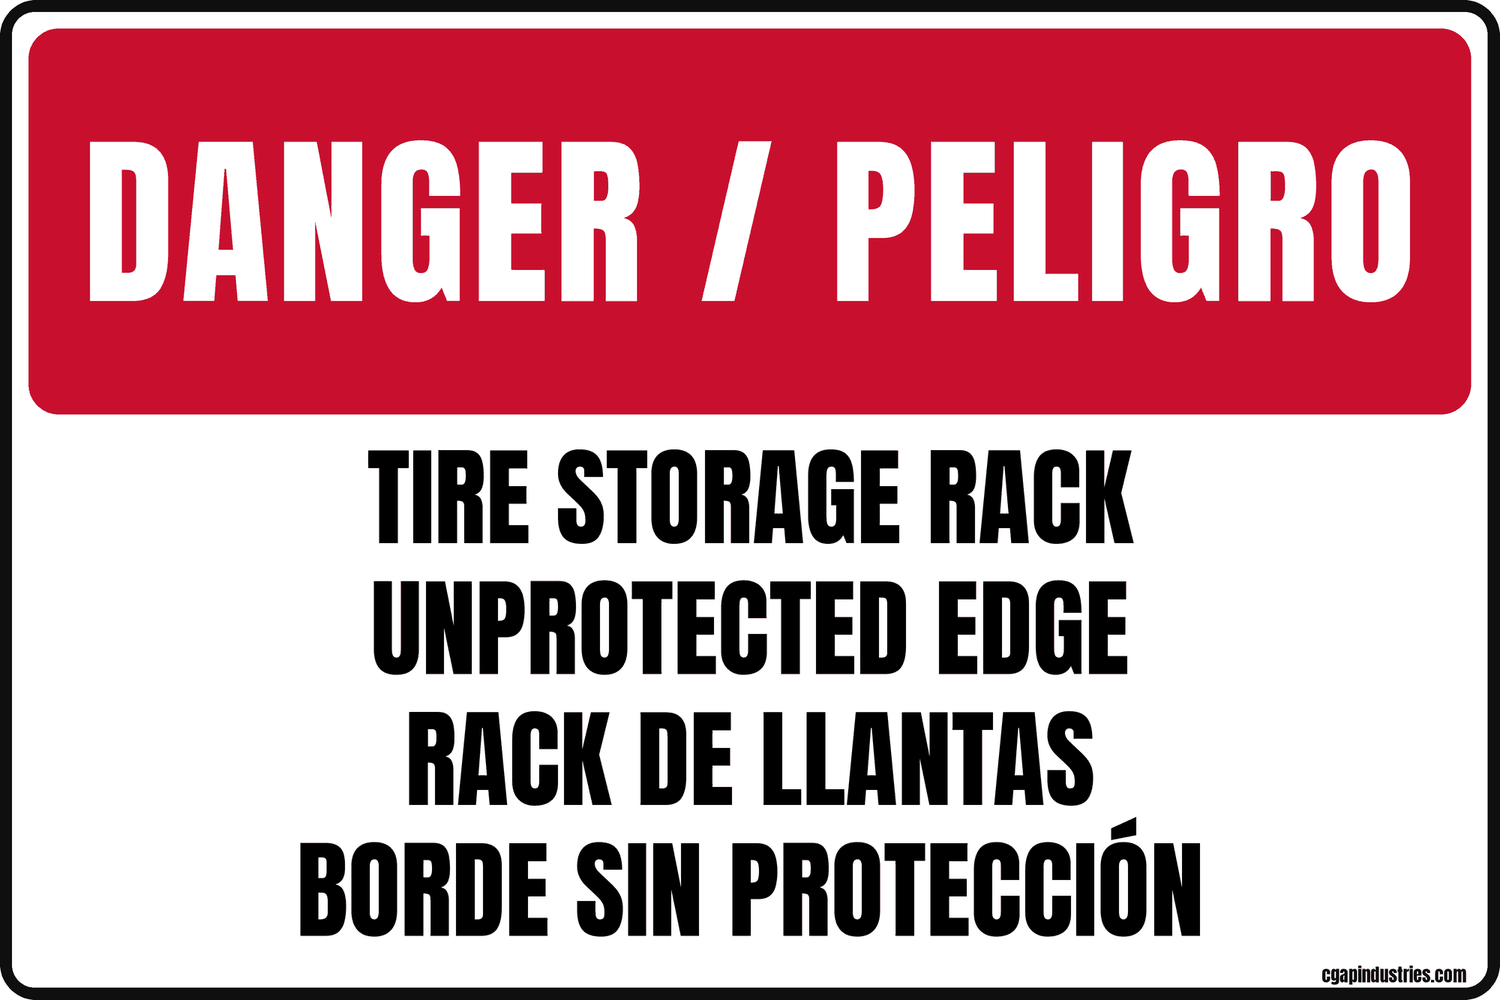 DANGER / PELIGRO
TIRE STORAGE RACK
UNPROTECTED EDGE
RACK DE LLANTAS
BORDE SIN PROTECCIÓN
cgapindustries.com